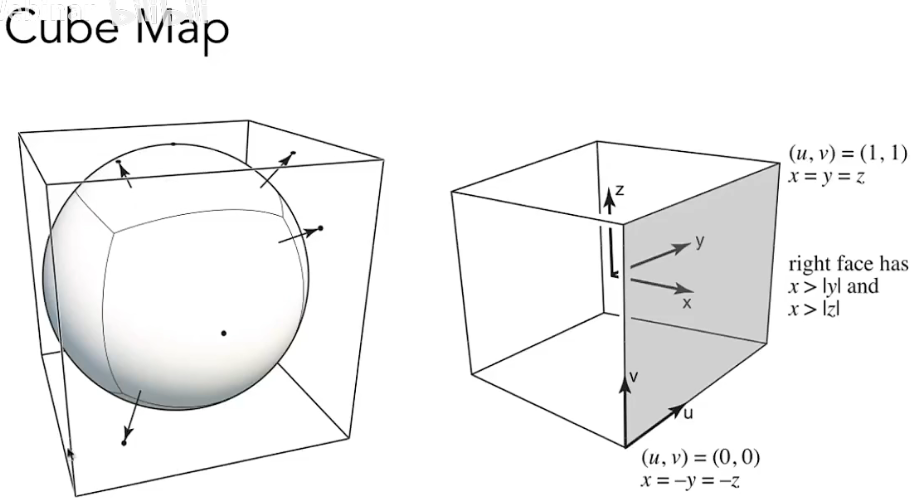 Cube Map
(u, v) = (1, 1)
x = y = z
z
y
right face has
x > |y| and
x > |z|
x
v
u
(u, v) = (0, 0)
x = –y = –z